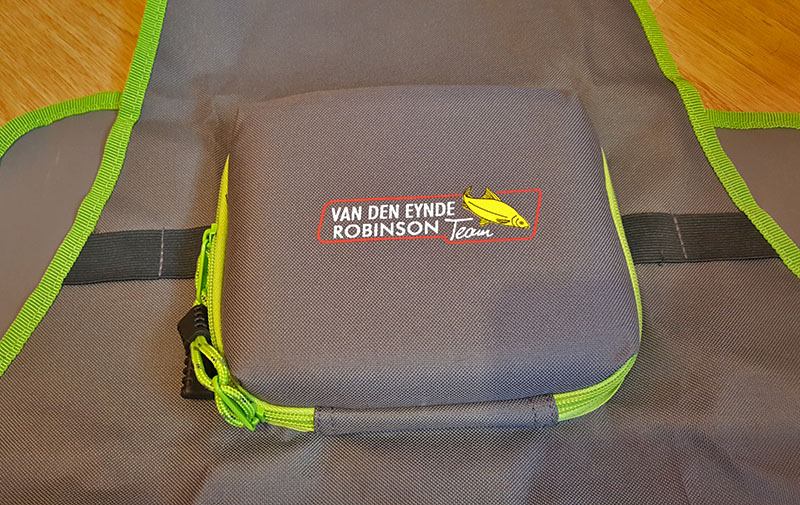 VAN DEN EYNDE
ROBINSON Team